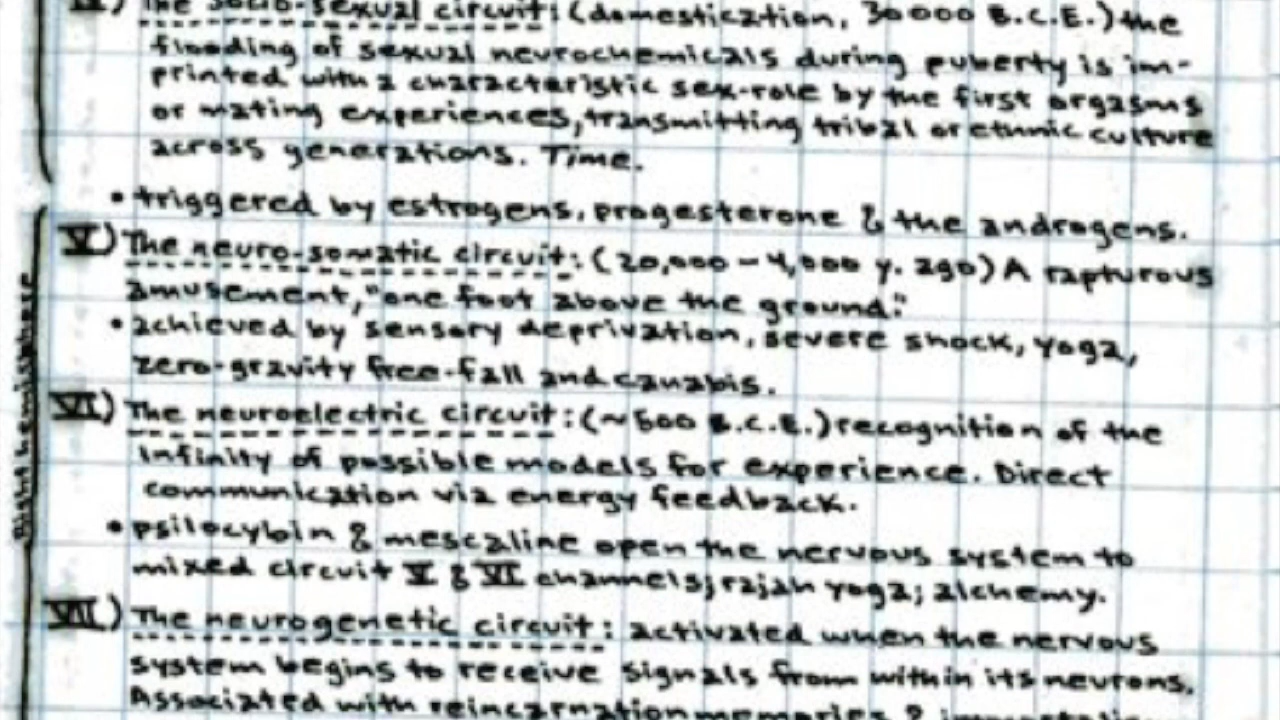 IV) The socio-sexual circuit: (domestication, 30000 B.C.E.) the
flooding of sexual neurochemicals during puberty is im-
printed with a characteristic sex-role by the first orgasms
or mating experiences, transmitting tribal or ethnic culture
across generations. Time.
• triggered by estrogens, progesterone & the androgens.
V) The neuro-somatic circuit: (20,000 - 4,000 y. ago) A rapturous
amusement, "one foot above the ground."
• achieved by sensory deprivation, severe shock, yoga,
zero-gravity free-fall and canabis.
VI) The neuroelectric circuit: (~500 B.C.E.) recognition of the
infinity of possible models for experience. Direct
communication via energy feedback.
• psilocybin & mescaline open the nervous system to
mixed circuit V & VI channels; rajah yoga; alchemy.
VII) The neurogenetic circuit: activated when the nervous
system begins to receive signals from within its neurons.
Associated with reincarnation memories &
Right hemisphere